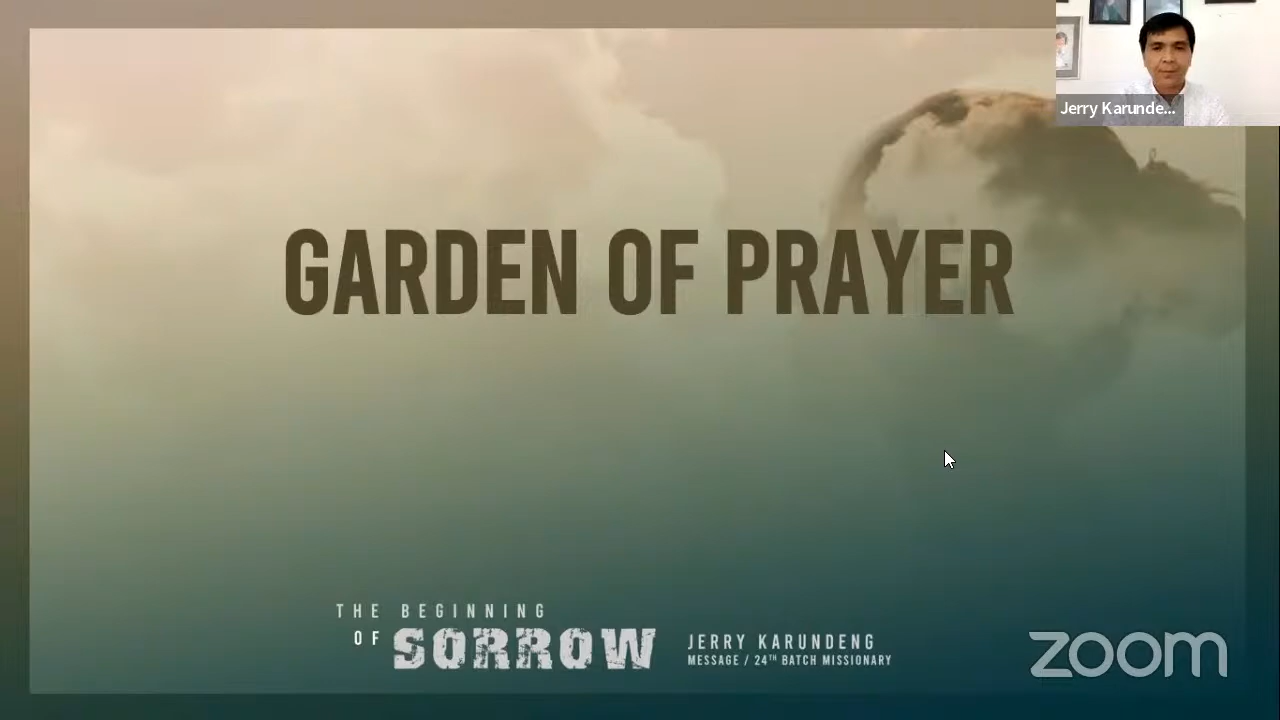 Jerry Karunde...
GARDEN OF PRAYER
THE BEGINNING
OF SORROW
JERRY KARUNDENG
MESSAGE / 24TH BATCH MISSIONARY
zoom